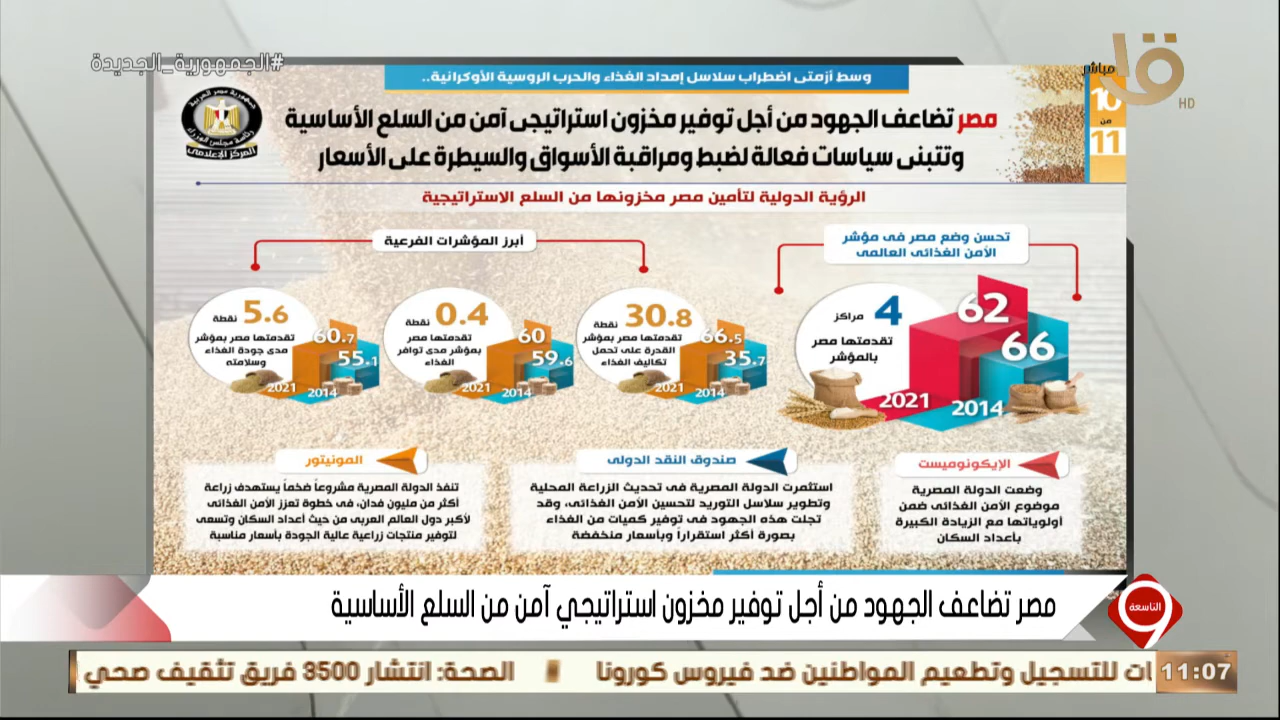 #الجمهورية_الجديدة
مباشر
HD
10
من
11
وسط أزمتى اضطراب سلاسل إمداد الغذاء والحرب الروسية الأوكرانية..
جمهورية مصر العربية
رئاسة مجلس الوزراء
المركز الإعلامى
مصر تضاعف الجهود من أجل توفير مخزون استراتيجى آمن من السلع الأساسية
وتتبنى سياسات فعالة لضبط ومراقبة الأسواق والسيطرة على الأسعار
الرؤية الدولية لتأمين مصر مخزونها من السلع الاستراتيجية
تحسن وضع مصر فى مؤشر
الأمن الغذائى العالمى
4 مراكز
تقدمتها مصر
بالمؤشر
62
66
2021
2014
أبرز المؤشرات الفرعية
30.8 نقطة
تقدمتها مصر بمؤشر
القدرة على تحمل
تكاليف الغذاء
66.5
35.7
2021
2014
0.4 نقطة
تقدمتها مصر
بمؤشر مدى توافر
الغذاء
60
59.6
2021
2014
5.6 نقطة
تقدمتها مصر بمؤشر
مدى جودة الغذاء
وسلامته
60.7
55.1
2021
2014
الإيكونوميست
وضعت الدولة المصرية
موضوع الأمن الغذائى ضمن
أولوياتها مع الزيادة الكبيرة
بأعداد السكان
صندوق النقد الدولى
استثمرت الدولة المصرية فى تحديث الزراعة المحلية
وتطوير سلاسل التوريد لتحسين الأمن الغذائى، وقد
تجلت هذه الجهود فى توفير كميات من الغذاء
بصورة أكثر استقراراً وبأسعار منخفضة
المونيتور
تنفذ الدولة المصرية مشروعاً ضخماً يستهدف زراعة
أكثر من مليون فدان، فى خطوة تعزز الأمن الغذائى
لأكبر دول العالم العربى من حيث أعداد السكان وتسعى
لتوفير منتجات زراعية عالية الجودة بأسعار مناسبة
التاسعة
9
مصر تضاعف الجهود من أجل توفير مخزون استراتيجي آمن من السلع الأساسية
11:07
ات للتسجيل وتطعيم المواطنين ضد فيروس كورونا
الصحة: انتشار 3500 فريق تثقيف صحي